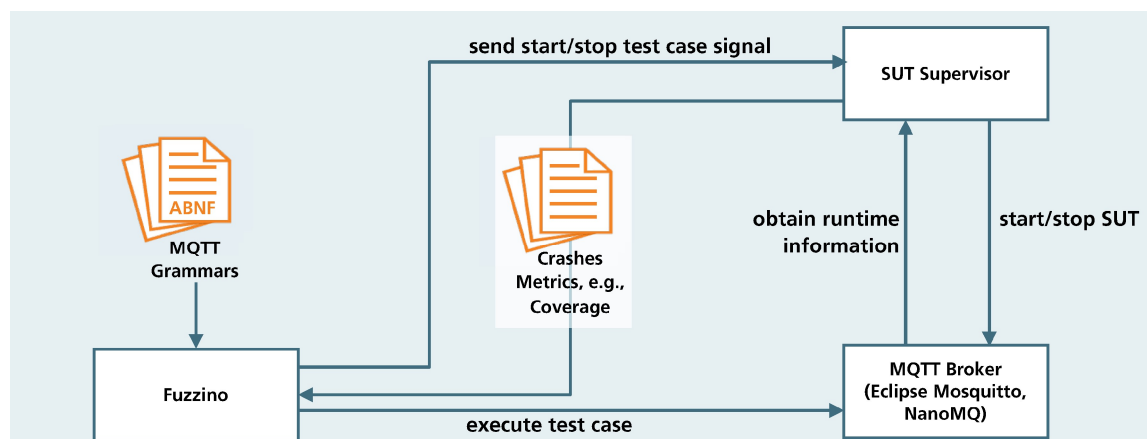 send start/stop test case signal
SUT Supervisor
ABNF
MQTT
Grammars
Crashes
Metrics, e.g.,
Coverage
obtain runtime
information
start/stop SUT
Fuzzino
MQTT Broker
(Eclipse Mosquitto,
NanoMQ)
execute test case